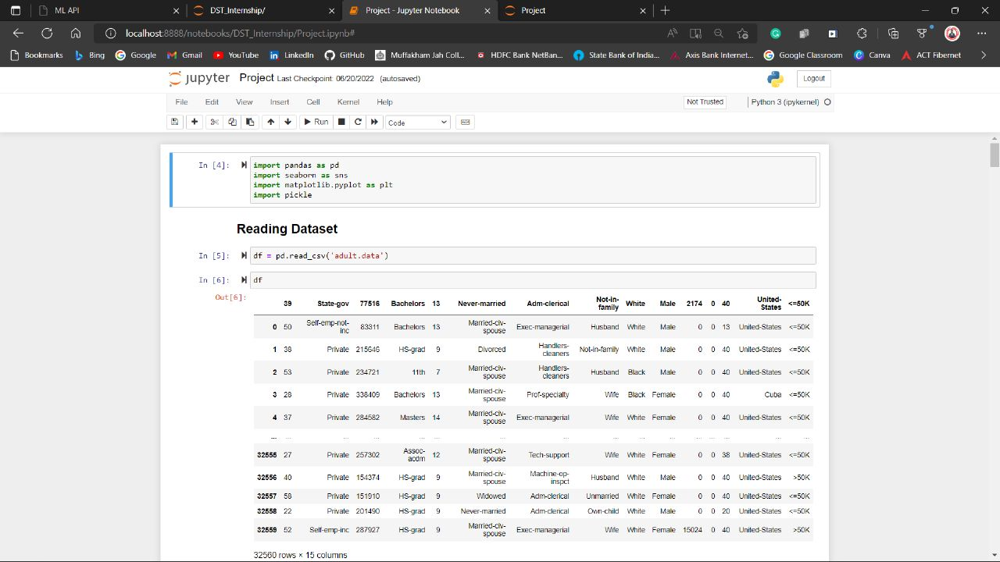 ML API DST_Internship/ Project - Jupyter Notebook Project
localhost:8888/notebooks/DST_Internship/Project.ipynb#
Bookmarks Bing Google Gmail YouTube LinkedIn GitHub Muffakham Jah Coll... HDFC Bank NetBan... State Bank of India... Axis Bank Internet... Google Classroom Canva ACT Fibernet
jupyter Project Last Checkpoint: 06/20/2022 (autosaved) Logout
File Edit View Insert Cell Kernel Help Not Trusted Python 3 (ipykernel)
Run Code
In [4]: import pandas as pd
import seaborn as sns
import matplotlib.pyplot as plt
import pickle
Reading Dataset
In [5]: df = pd.read_csv('adult.data')
In [6]: df
Out[6]:
39 State-gov 77516 Bachelors 13 Never-married Adm-clerical Not-in-family White Male 2174 0 40 United-States <=50K
0 50 Self-emp-not-inc 83311 Bachelors 13 Married-civ-spouse Exec-managerial Husband White Male 0 0 13 United-States <=50K
1 38 Private 215646 HS-grad 9 Divorced Handlers-cleaners Not-in-family White Male 0 0 40 United-States <=50K
2 53 Private 234721 11th 7 Married-civ-spouse Handlers-cleaners Husband Black Male 0 0 40 United-States <=50K
3 28 Private 338409 Bachelors 13 Married-civ-spouse Prof-specialty Wife Black Female 0 0 40 Cuba <=50K
4 37 Private 284582 Masters 14 Married-civ-spouse Exec-managerial Wife White Female 0 0 40 United-States <=50K
... ... ... ... ... ... ... ... ... ... ... ... ... ... ... ...
32555 27 Private 257302 Assoc-acdm 12 Married-civ-spouse Tech-support Wife White Female 0 0 38 United-States <=50K
32556 40 Private 154374 HS-grad 9 Married-civ-spouse Machine-op-inspct Husband White Male 0 0 40 United-States >50K
32557 58 Private 151910 HS-grad 9 Widowed Adm-clerical Unmarried White Female 0 0 40 United-States <=50K
32558 22 Private 201490 HS-grad 9 Never-married Adm-clerical Own-child White Male 0 0 20 United-States <=50K
32559 52 Self-emp-inc 287927 HS-grad 9 Married-civ-spouse Exec-managerial Wife White Female 15024 0 40 United-States >50K
32560 rows × 15 columns